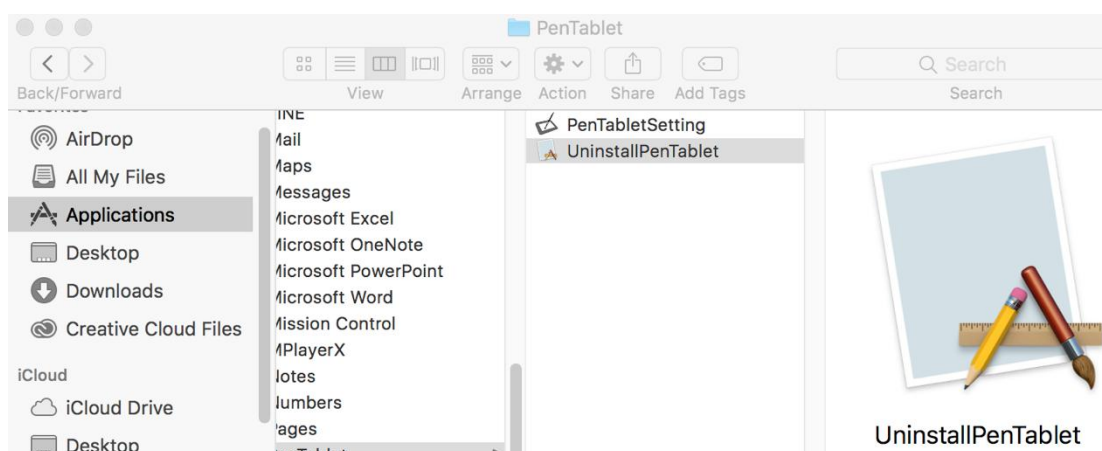 PenTablet
Back/Forward
View
Arrange
Action
Share
Add Tags
Search
Search
AirDrop
All My Files
Applications
Desktop
Downloads
Creative Cloud Files
iCloud
iCloud Drive
Desktop
Mail
Maps
Messages
Microsoft Excel
Microsoft OneNote
Microsoft PowerPoint
Microsoft Word
Mission Control
MPlayerX
Notes
Numbers
Pages
PenTabletSetting
UninstallPenTablet
UninstallPenTablet